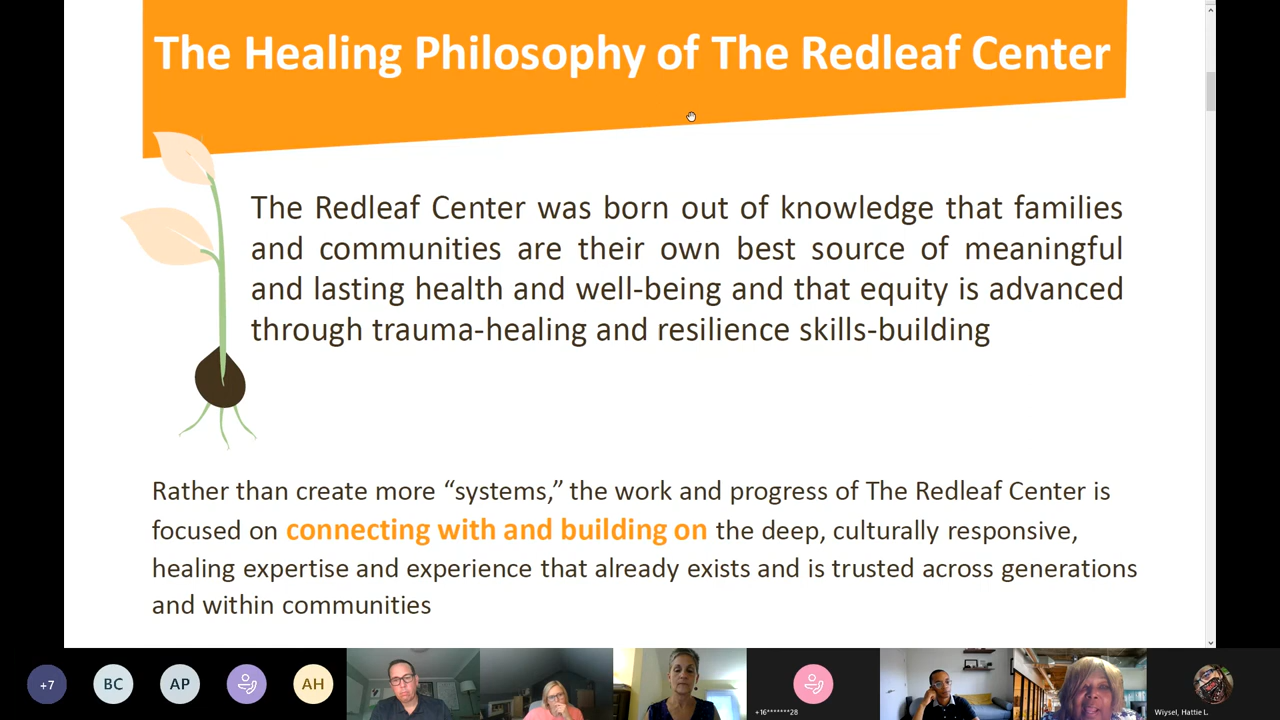 The Healing Philosophy of The Redleaf Center
The Redleaf Center was born out of knowledge that families
and communities are their own best source of meaningful
and lasting health and well-being and that equity is advanced
through trauma-healing and resilience skills-building
Rather than create more “systems,” the work and progress of The Redleaf Center is
focused on connecting with and building on the deep, culturally responsive,
healing expertise and experience that already exists and is trusted across generations
and within communities
+7
BC
AP
AH
+16*******28
Wiysel, Hattie L.